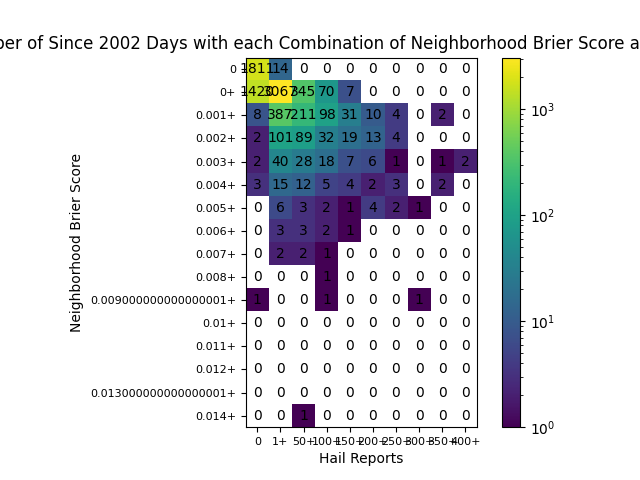 ber of Since 2002 Days with each Combination of Neighborhood Brier Score a
Neighborhood Brier Score
0 1811 14 0 0 0 0 0 0 0 0
0+ 1420 3067 345 70 7 0 0 0 0 0
0.001+ 8 387 211 98 31 10 4 0 2 0
0.002+ 2 101 89 32 19 13 4 0 0 0
0.003+ 2 40 28 18 7 6 1 0 1 2
0.004+ 3 15 12 5 4 2 3 0 2 0
0.005+ 0 6 3 2 1 4 2 1 0 0
0.006+ 0 3 3 2 1 0 0 0 0 0
0.007+ 0 2 2 1 0 0 0 0 0 0
0.008+ 0 0 0 1 0 0 0 0 0 0
0.009000000000000001+ 1 0 0 1 0 0 0 1 0 0
0.01+ 0 0 0 0 0 0 0 0 0 0
0.011+ 0 0 0 0 0 0 0 0 0 0
0.012+ 0 0 0 0 0 0 0 0 0 0
0.013000000000000001+ 0 0 0 0 0 0 0 0 0 0
0.014+ 0 0 1 0 0 0 0 0 0 0
0 1+ 50+ 100+ 150+ 200+ 250+ 300+ 350+ 400+
Hail Reports
10³
10²
10¹
10⁰